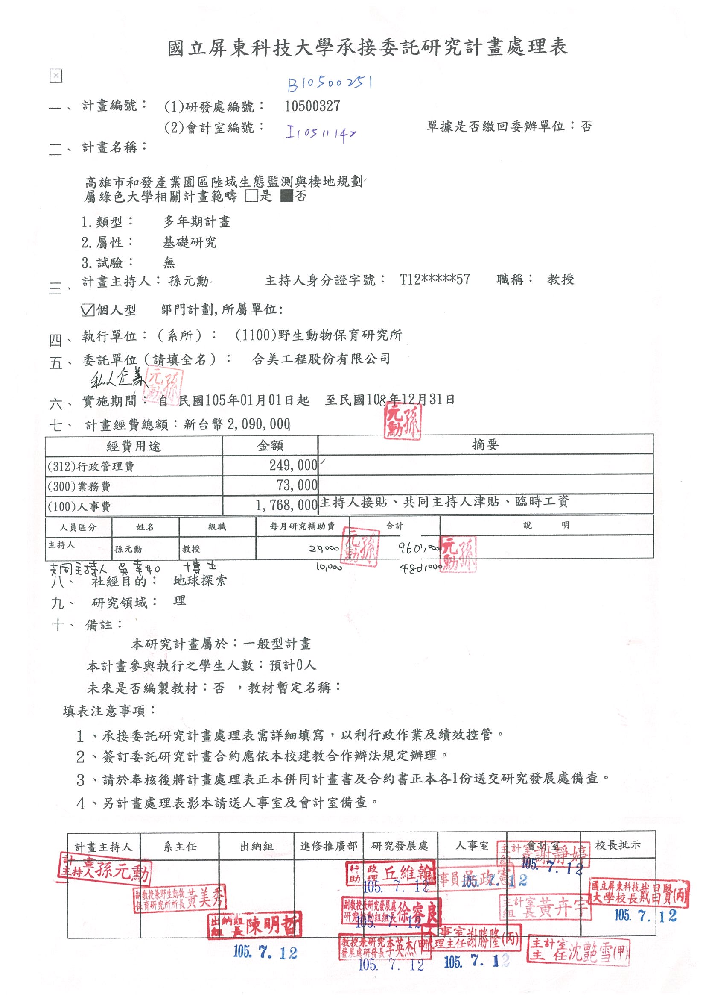 國立屏東科技大學承接委託研究計畫處理表
B10500251
一、計畫編號： (1)研發處編號： 10500327
(2)會計室編號： I10511142 單據是否繳回委辦單位：否
二、計畫名稱：
高雄市和發產業園區陸域生態監測與棲地規劃
屬綠色大學相關計畫範疇 □是 ■否
1.類型： 多年期計畫
2.屬性： 基礎研究
3.試驗： 無
三、計畫主持人：孫元勳 主持人身分證字號： T12*****57 職稱： 教授
☑個人型 部門計劃,所屬單位:
四、執行單位：（系所）： (1100)野生動物保育研究所
五、委託單位（請填全名）： 合美工程股份有限公司
私人企業 孫元勳
六、實施期間：自 民國105年01月01日起 至民國108年12月31日
孫元勳
七、計畫經費總額：新台幣2,090,000
經費用途 金額 摘要
(312)行政管理費 249,000
(300)業務費 73,000
(100)人事費 1,768,000 主持人接貼、共同主持人津貼、臨時工資
人員區分 姓名 級職 每月研究補助費 合計 說 明
主持人 孫元勳 教授 20,000 孫元勳 960,000 孫元勳
共同主持人 吳幸如 博士 10,000 480,000
八、 社經目的： 地球探索
九、 研究領域： 理
十、備註：
本研究計畫屬於：一般型計畫
本計畫參與執行之學生人數：預計0人
未來是否編製教材：否 ，教材暫定名稱：
填表注意事項：
1、承接委託研究計畫處理表需詳細填寫，以利行政作業及績效控管。
2、簽訂委託研究計畫合約應依本校建教合作辦法規定辦理。
3、請於奉核後將計畫處理表正本併同計畫書及合約書正本各1份送交研究發展處備查。
4、另計畫處理表影本請送人事室及會計室備查。
計畫主持人 系主任 出納組 進修推廣部 研究發展處 人事室 會計室 校長批示
計畫主持人 孫元勳
副教授兼野生動物保育研究所所長 黃美秀
出納組組長 陳明哲
105. 7. 12
行政助理 丘維翰
105. 7. 12
副教授兼研究發展處研究推動組組長 徐睿良
105. 7. 12
教授兼研究發展處研發長 李英杰(甲)
105. 7. 12
事員 吳政憲
105. 7. 12
人事室代理主任 謝勝隆(丙)
105. 7. 12
主計室組員 謝靜婷
105. 7. 12
主計室組長 黃卉宇
主計室主任 沈艷雪(甲)
國立屏東科技大學校長 戴昌賢(丙)
105. 7. 12